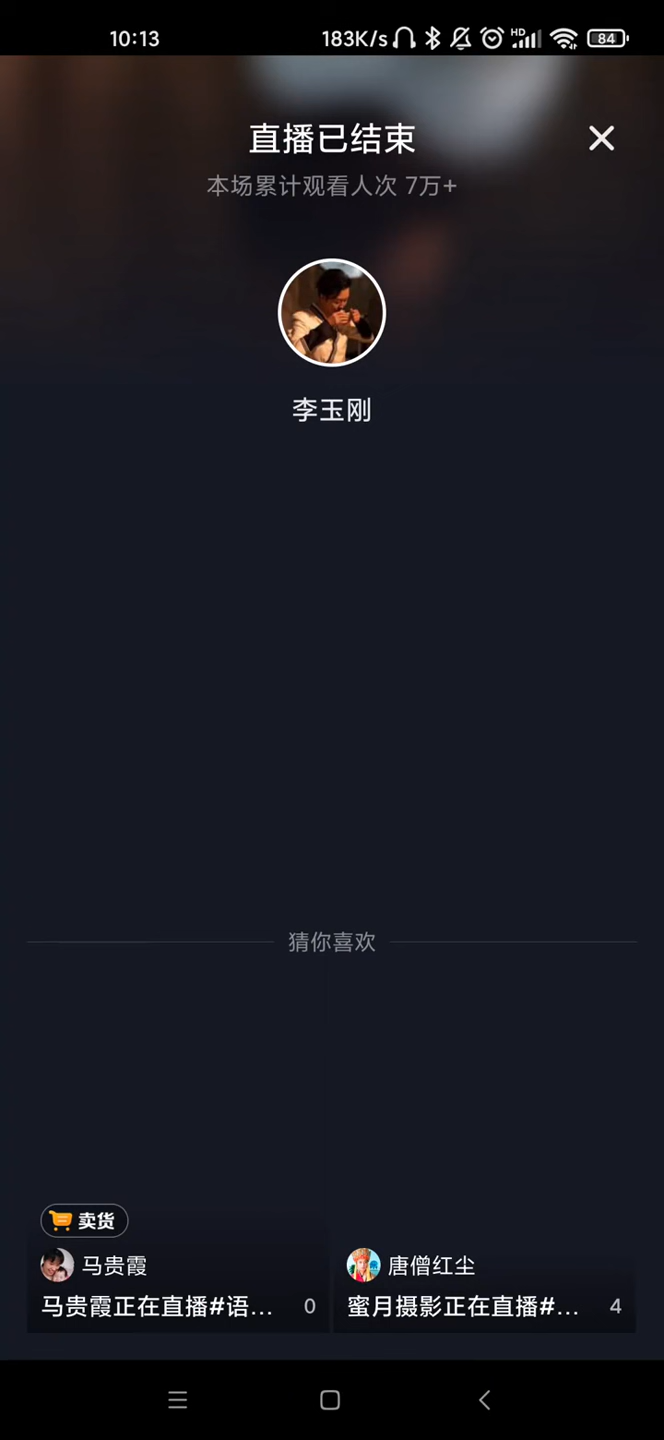 10:13 183K/s HD 84
直播已结束
本场累计观看人次 7万+
李玉刚
猜你喜欢
卖货
马贵霞
马贵霞正在直播#语... 0
唐僧红尘
蜜月摄影正在直播#... 4